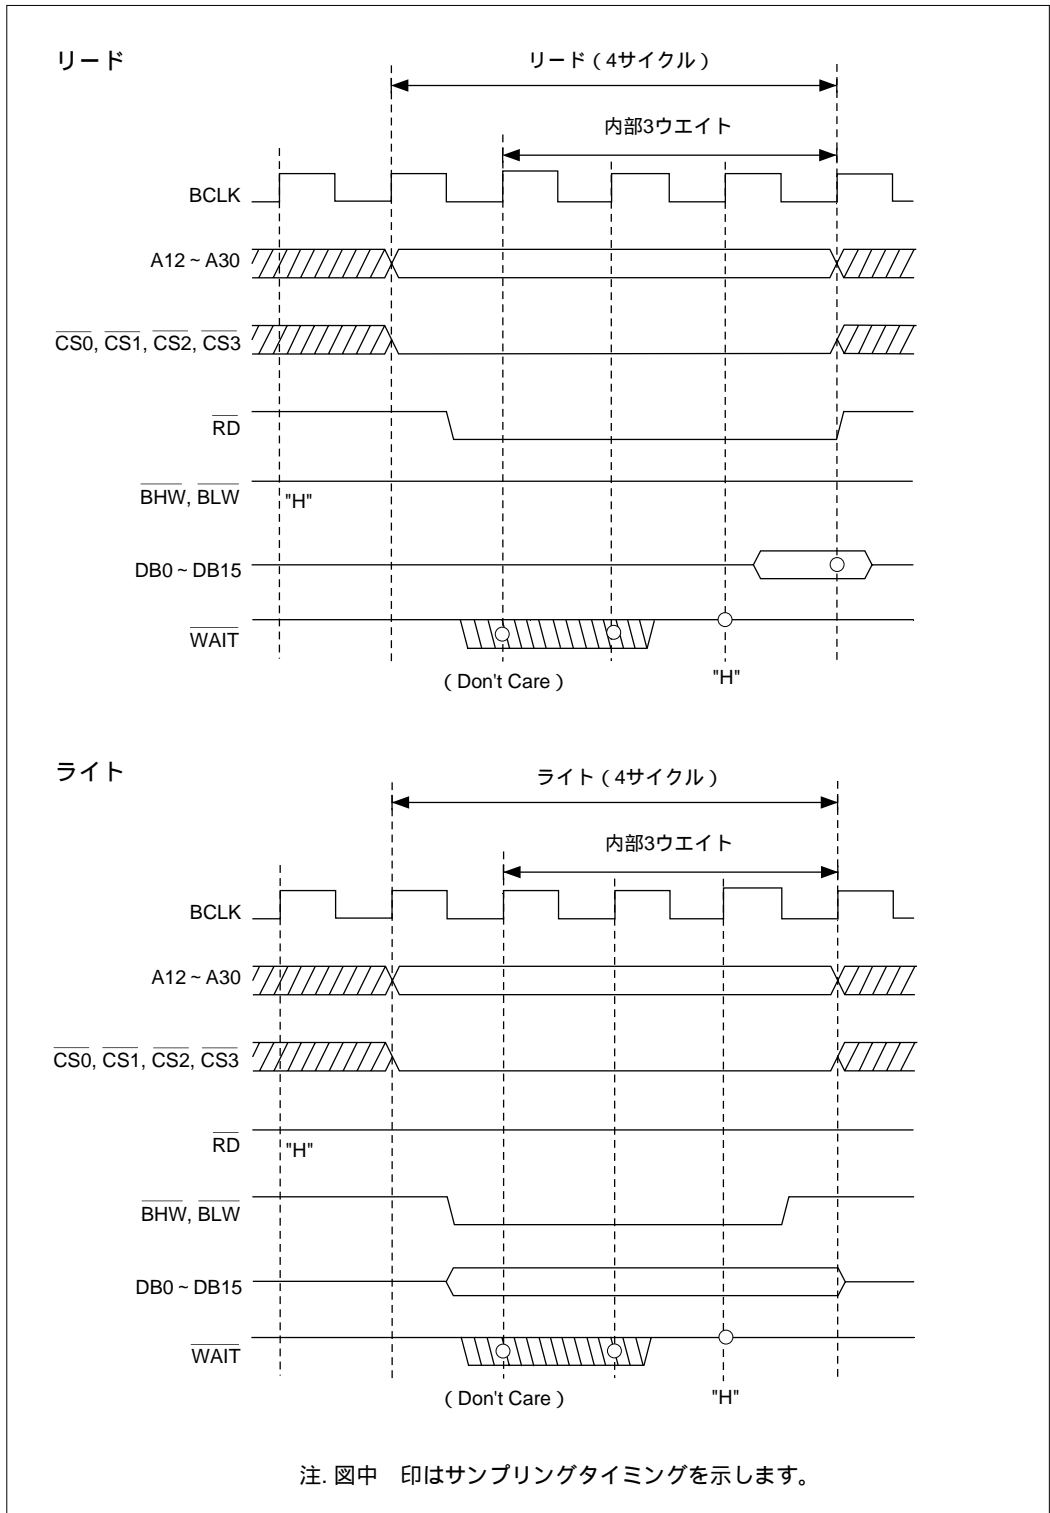 リード
リード ( 4サイクル )
内部3ウエイト
BCLK
A12 ~ A30
CS0, CS1, CS2, CS3
RD
BHW, BLW
"H"
DB0 ~ DB15
WAIT
( Don't Care )
"H"
ライト
ライト ( 4サイクル )
内部3ウエイト
BCLK
A12 ~ A30
CS0, CS1, CS2, CS3
RD
"H"
BHW, BLW
DB0 ~ DB15
WAIT
( Don't Care )
"H"
注. 図中　印はサンプリングタイミングを示します。